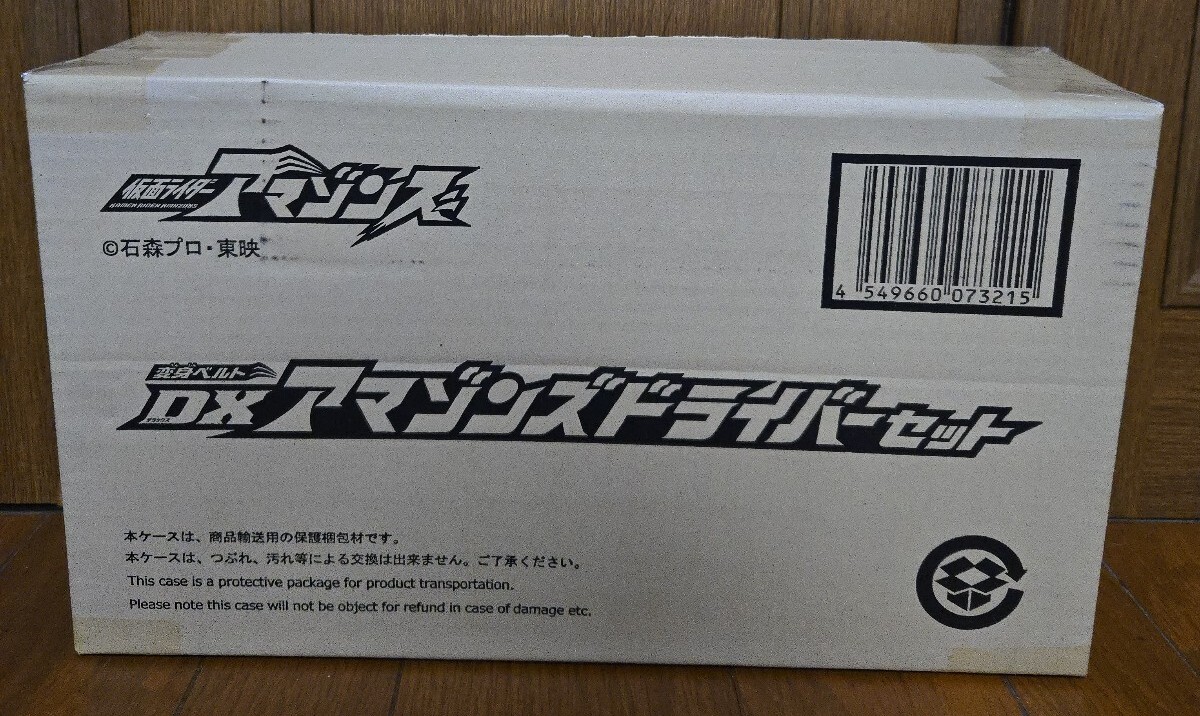 仮面ライダー アマゾンズ
KAMEN RIDER AMAZONS
©石森プロ・東映
4 549660 073215
変身ベルト
DXアマゾンズドライバーセット
デラックス
本ケースは、商品輸送用の保護梱包材です。
本ケースは、つぶれ、汚れ等による交換は出来ません。ご了承ください。
This case is a protective package for product transportation.
Please note this case will not be object for refund in case of damage etc.